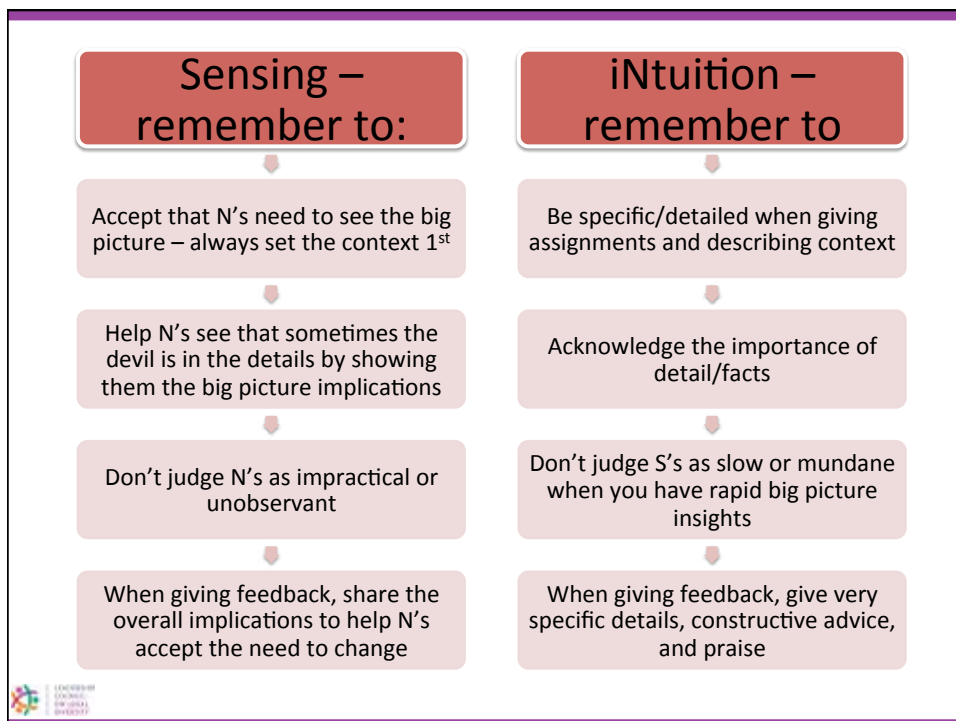 Sensing –
remember to:
Accept that N's need to see the big
picture – always set the context 1st
Help N's see that sometimes the
devil is in the details by showing
them the big picture implications
Don't judge N's as impractical or
unobservant
When giving feedback, share the
overall implications to help N's
accept the need to change
iNtuition –
remember to
Be specific/detailed when giving
assignments and describing context
Acknowledge the importance of
detail/facts
Don't judge S's as slow or mundane
when you have rapid big picture
insights
When giving feedback, give very
specific details, constructive advice,
and praise
LEADERSHIP
COUNCIL
ON LEGAL
DIVERSITY